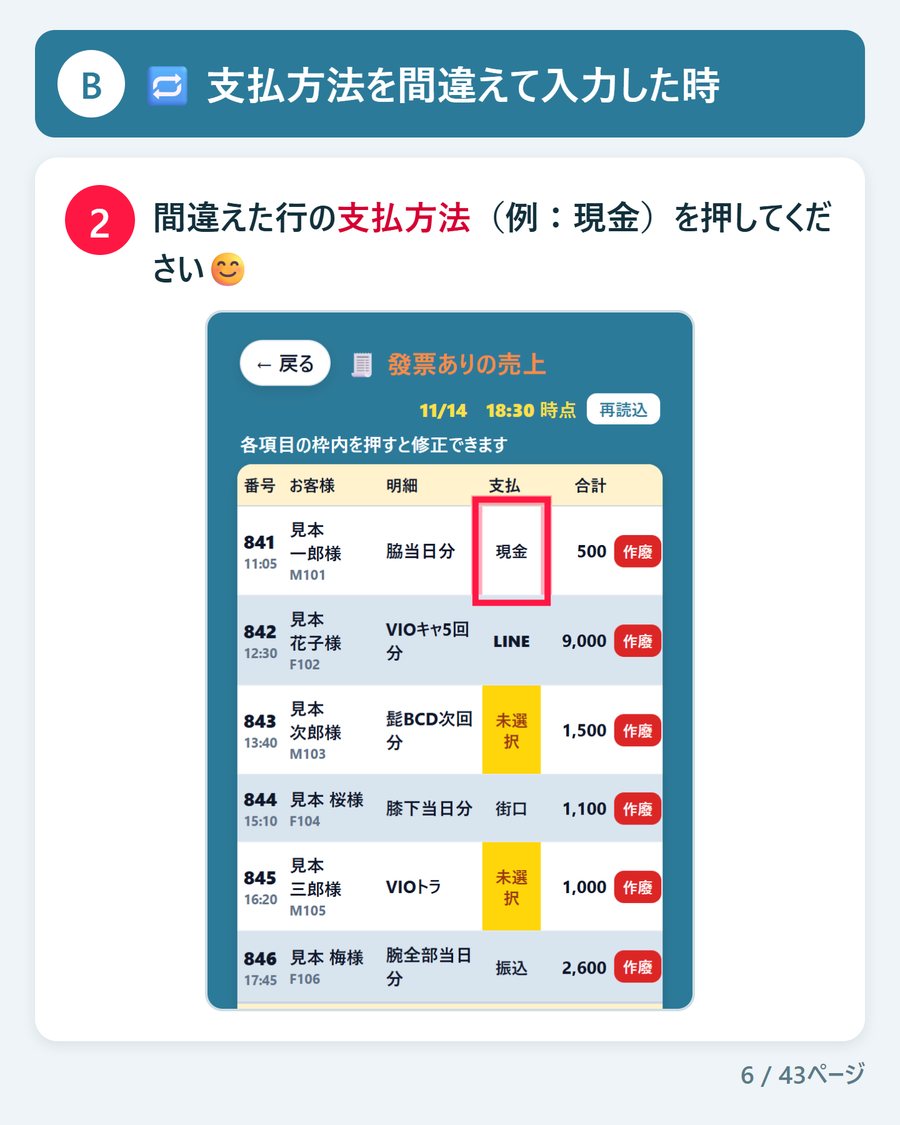 B 🔁 支払方法を間違えて入力した時
2 間違えた行の支払方法（例：現金）を押してくだ
さい😊
← 戻る 🧾 發票ありの売上
11/14 18:30 時点 再読込
各項目の枠内を押すと修正できます
番号 お客様 明細 支払 合計
841 11:05 見本 一郎様 M101 脇当日分 現金 500 作廢
842 12:30 見本 花子様 F102 VIOキャ5回分 LINE 9,000 作廢
843 13:40 見本 次郎様 M103 髭BCD次回分 未選択 1,500 作廢
844 15:10 見本 桜様 F104 膝下当日分 街口 1,100 作廢
845 16:20 見本 三郎様 M105 VIOトラ 未選択 1,000 作廢
846 17:45 見本 梅様 F106 腕全部当日分 振込 2,600 作廢
6 / 43ページ